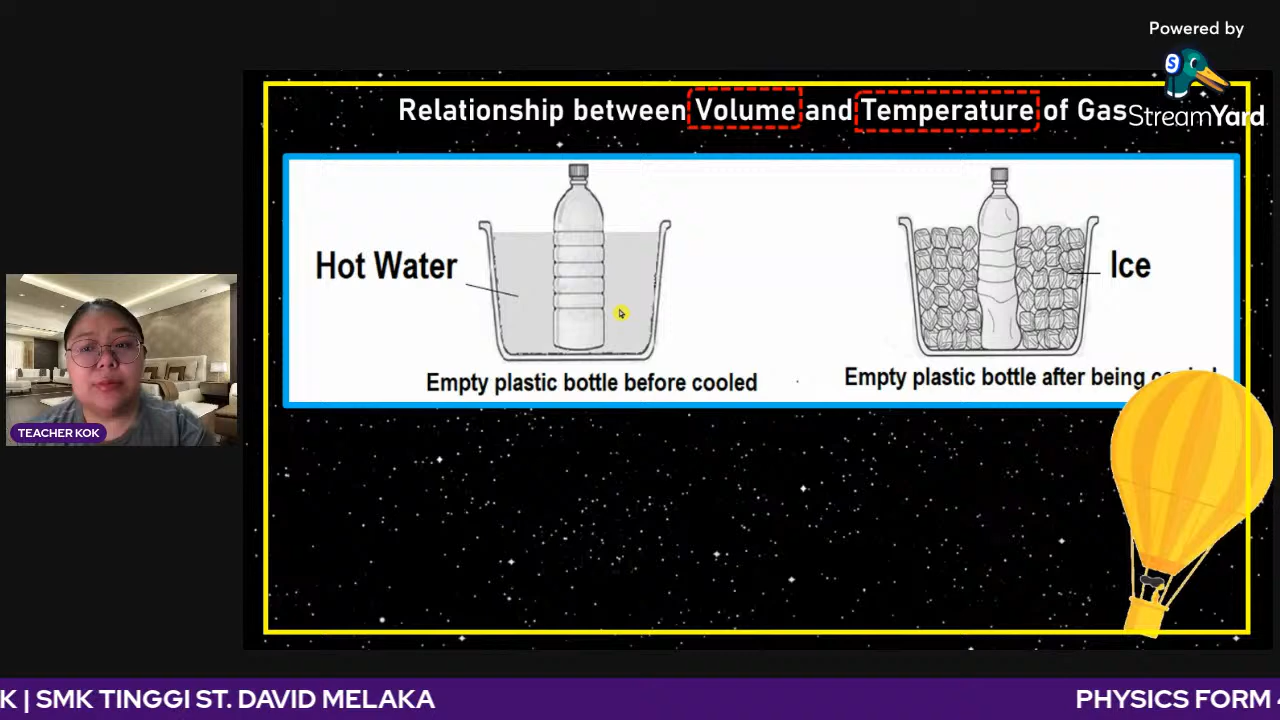 Powered by
StreamYard
Relationship between Volume and Temperature of Gas
Hot Water
Ice
Empty plastic bottle before cooled
Empty plastic bottle after being
TEACHER KOK
K | SMK TINGGI ST. DAVID MELAKA
PHYSICS FORM 4